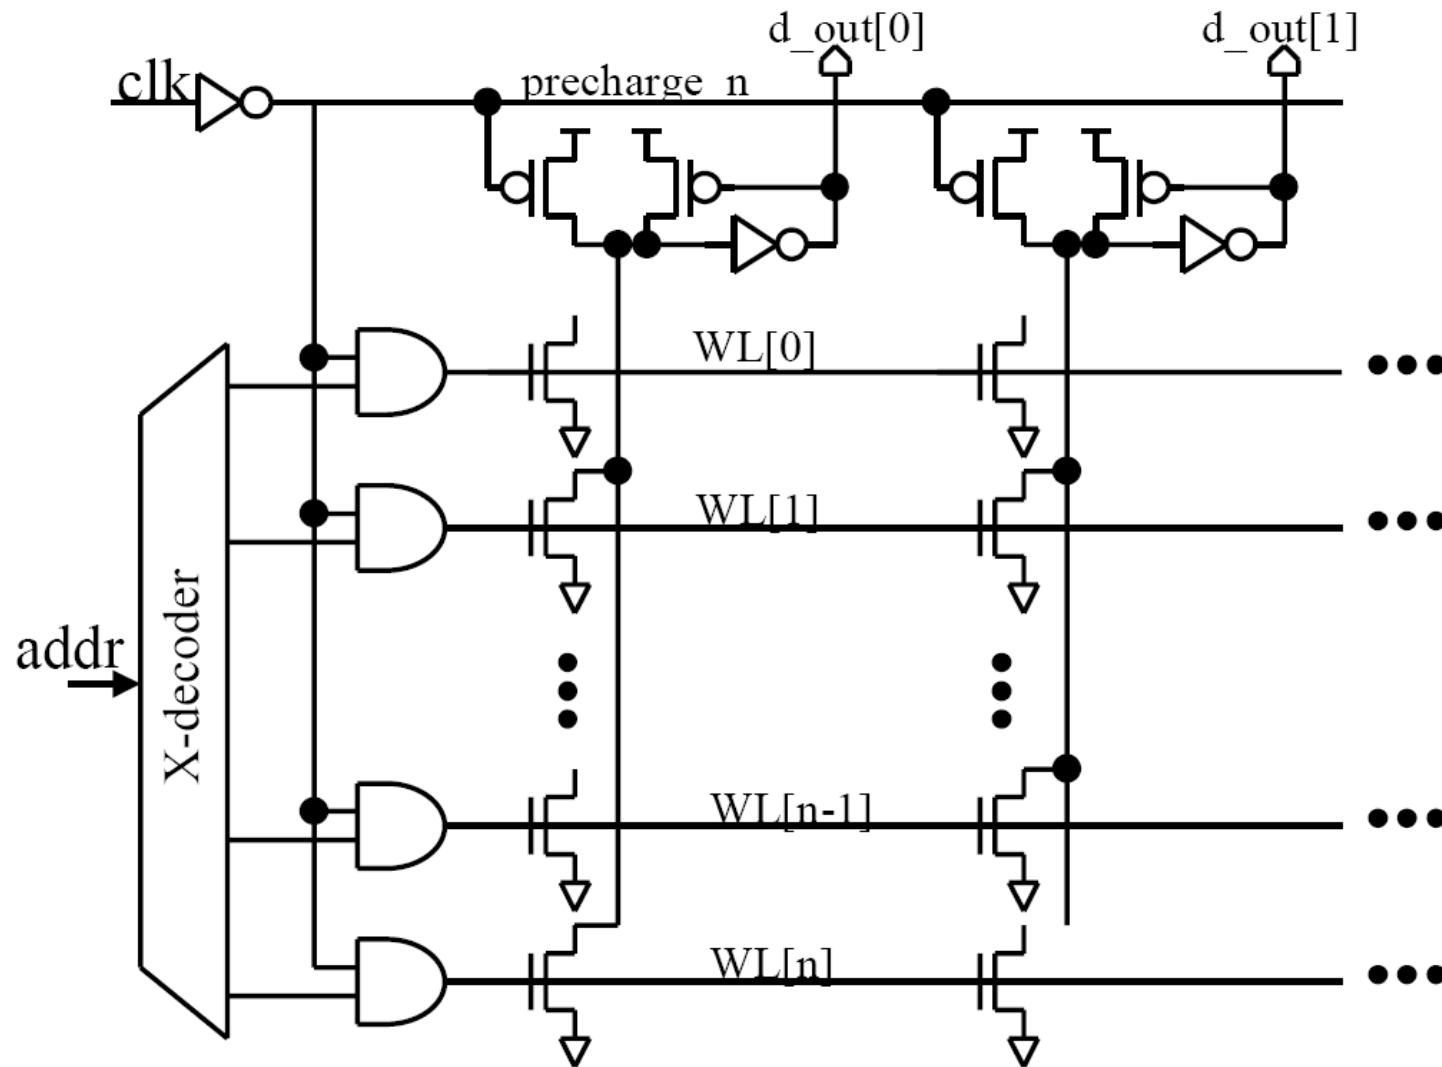 d_out[0]
d_out[1]
clk
precharge_n
WL[0]
WL[1]
addr
X-decoder
WL[n-1]
WL[n]